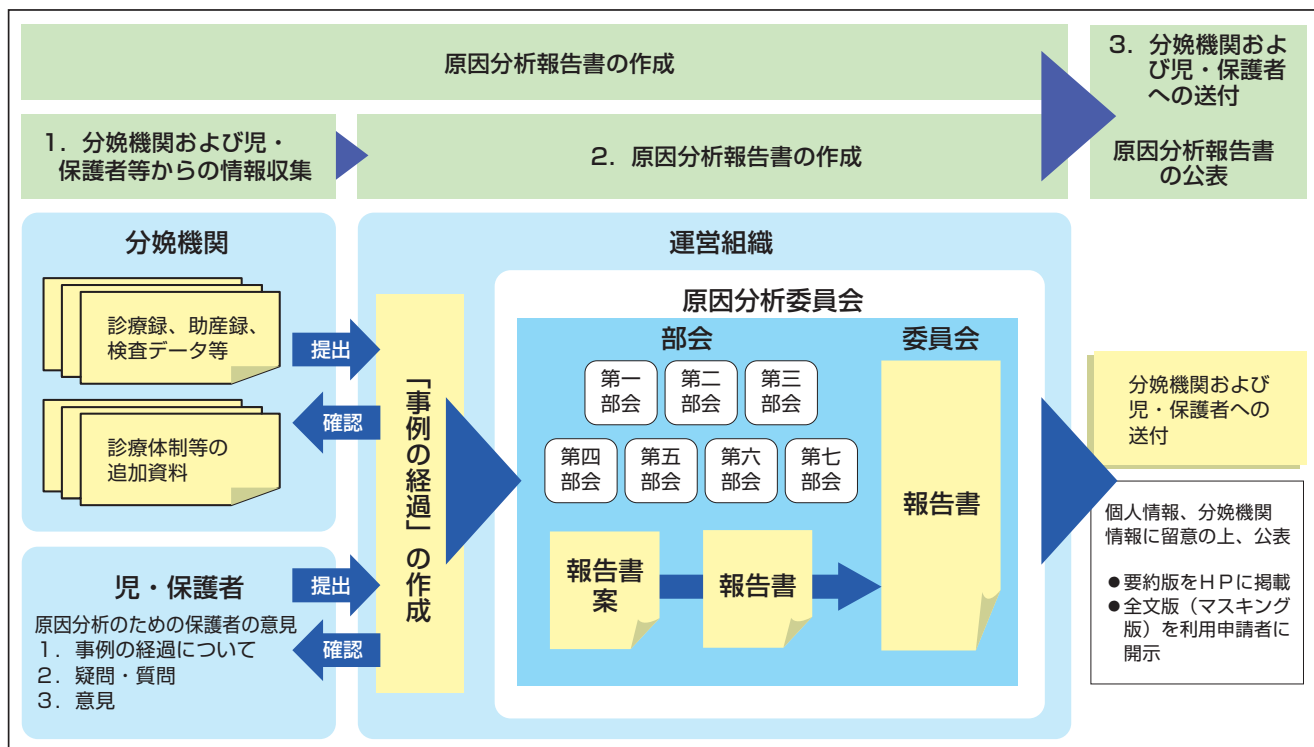 原因分析報告書の作成
3．分娩機関およ
び児・保護者
への送付
原因分析報告書
の公表
1．分娩機関および児・
保護者等からの情報収集
2．原因分析報告書の作成
分娩機関
診療録、助産録、
検査データ等
提出
確認
診療体制等の
追加資料
児・保護者
原因分析のための保護者の意見
1．事例の経過について
2．疑問・質問
3．意見
提出
確認
運営組織
「事例の経過」の作成
原因分析委員会
部会
委員会
第一
部会
第二
部会
第三
部会
第四
部会
第五
部会
第六
部会
第七
部会
報告書
案
報告書
報告書
分娩機関および
児・保護者への
送付
個人情報、分娩機関
情報に留意の上、公表
●要約版をＨＰに掲載
●全文版（マスキング
版）を利用申請者に
開示